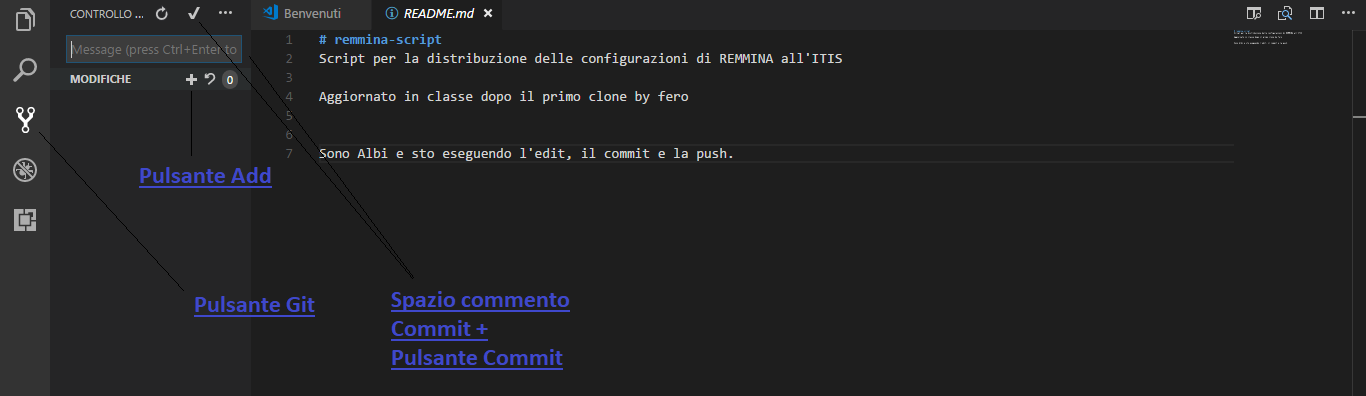 CONTROLLO ...
Benvenuti
README.md
Message (press Ctrl+Enter to
MODIFICHE
0
1 # remmina-script
2 Script per la distribuzione delle configurazioni di REMMINA all'ITIS
3
4 Aggiornato in classe dopo il primo clone by fero
5
6
7 Sono Albi e sto eseguendo l'edit, il commit e la push.
Pulsante Add
Pulsante Git
Spazio commento
Commit +
Pulsante Commit